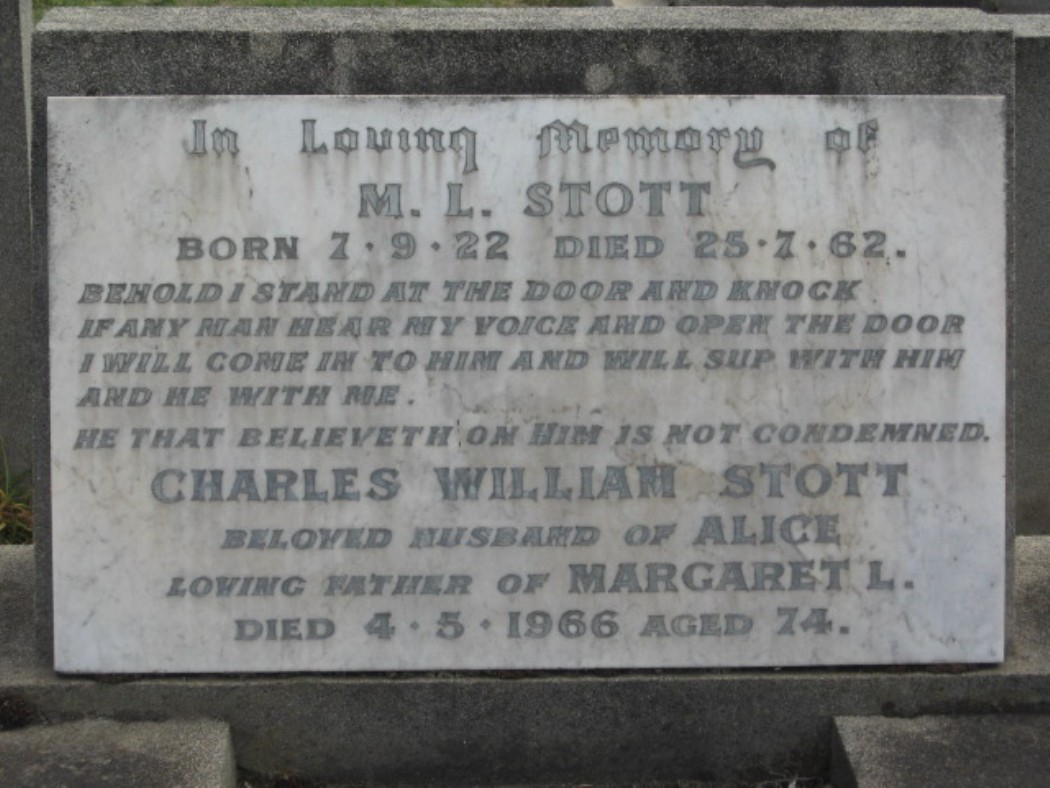 In Loving Memory of
M. L. STOTT
BORN 7·9·22 DIED 25·7·62.
BEHOLD I STAND AT THE DOOR AND KNOCK
IF ANY MAN HEAR MY VOICE AND OPEN THE DOOR
I WILL COME IN TO HIM AND WILL SUP WITH HIM
AND HE WITH ME.
HE THAT BELIEVETH ON HIM IS NOT CONDEMNED.
CHARLES WILLIAM STOTT
BELOVED HUSBAND OF ALICE
LOVING FATHER OF MARGARET L.
DIED 4·5·1966 AGED 74.